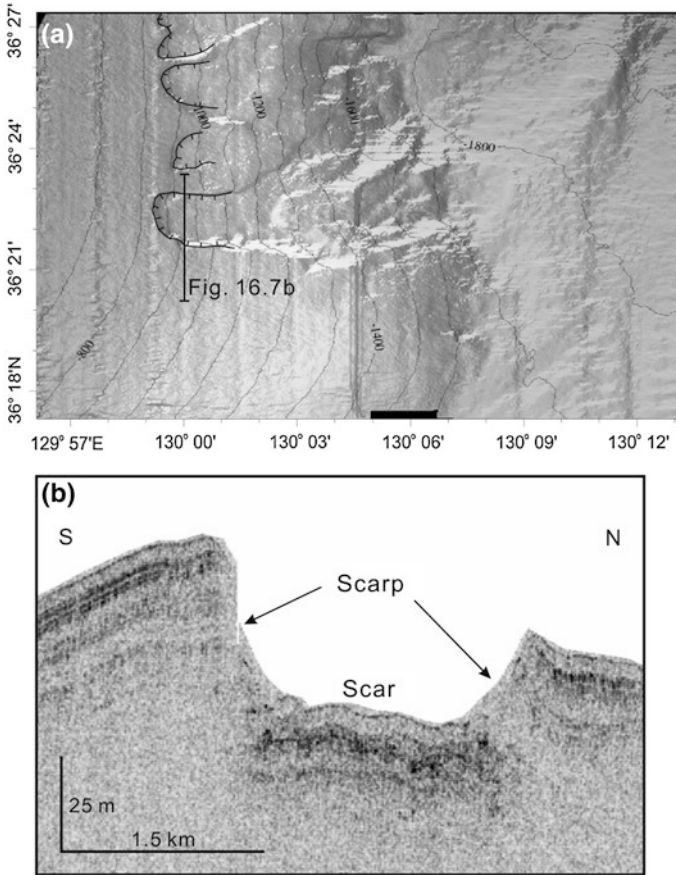 (a)
36° 27'
36° 24'
36° 21'
36° 18'N
-1000
-1200
-1600
-1800
Fig. 16.7b
-800
-1400
129° 57'E
130° 00'
130° 03'
130° 06'
130° 09'
130° 12'
(b)
S
N
Scarp
Scar
25 m
1.5 km